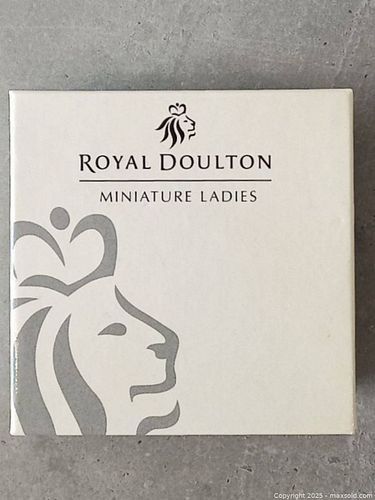 ROYAL DOULTON
MINIATURE LADIES
Copyright 2025 - maxsold.com